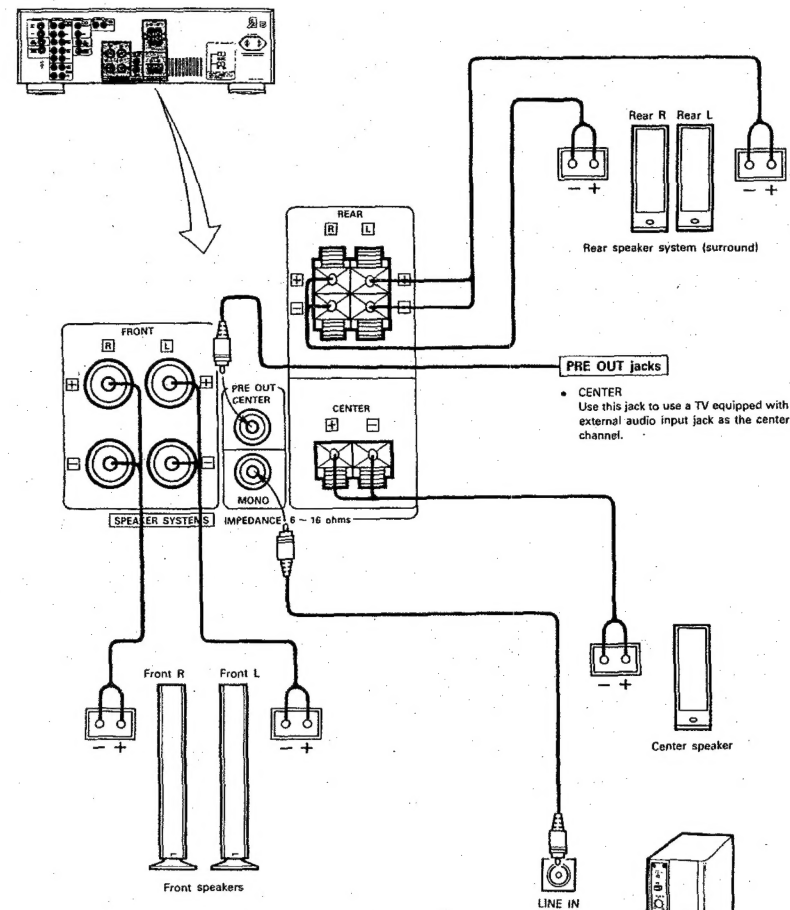 Rear R Rear L
− +
− +
Rear speaker system (surround)
REAR
R L
+ +
− −
FRONT
R L
+ +
− −
PRE OUT
CENTER
MONO
CENTER
+ −
SPEAKER SYSTEMS IMPEDANCE 6 ~ 16 ohms
PRE OUT jacks
• CENTER
Use this jack to use a TV equipped with
external audio input jack as the center
channel.
− +
Center speaker
Front R Front L
− +
− +
Front speakers
LINE IN